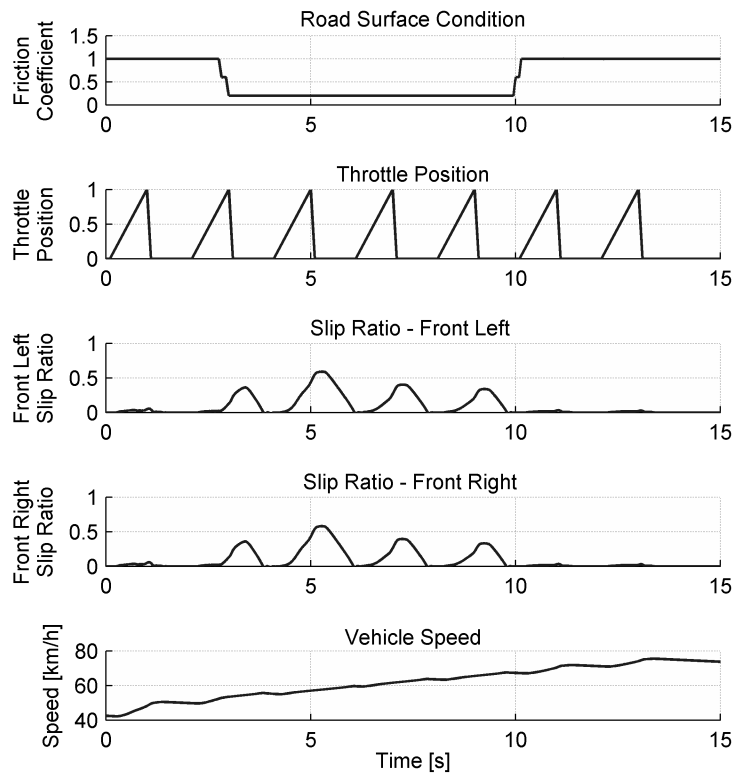 Road Surface Condition
Friction
Coefficient
1.5
1
0.5
0
0 5 10 15
Throttle Position
Throttle
Position
1
0.5
0
0 5 10 15
Slip Ratio - Front Left
Front Left
Slip Ratio
1
0.5
0
0 5 10 15
Slip Ratio - Front Right
Front Right
Slip Ratio
1
0.5
0
0 5 10 15
Vehicle Speed
Speed [km/h]
80
60
40
0 5 10 15
Time [s]